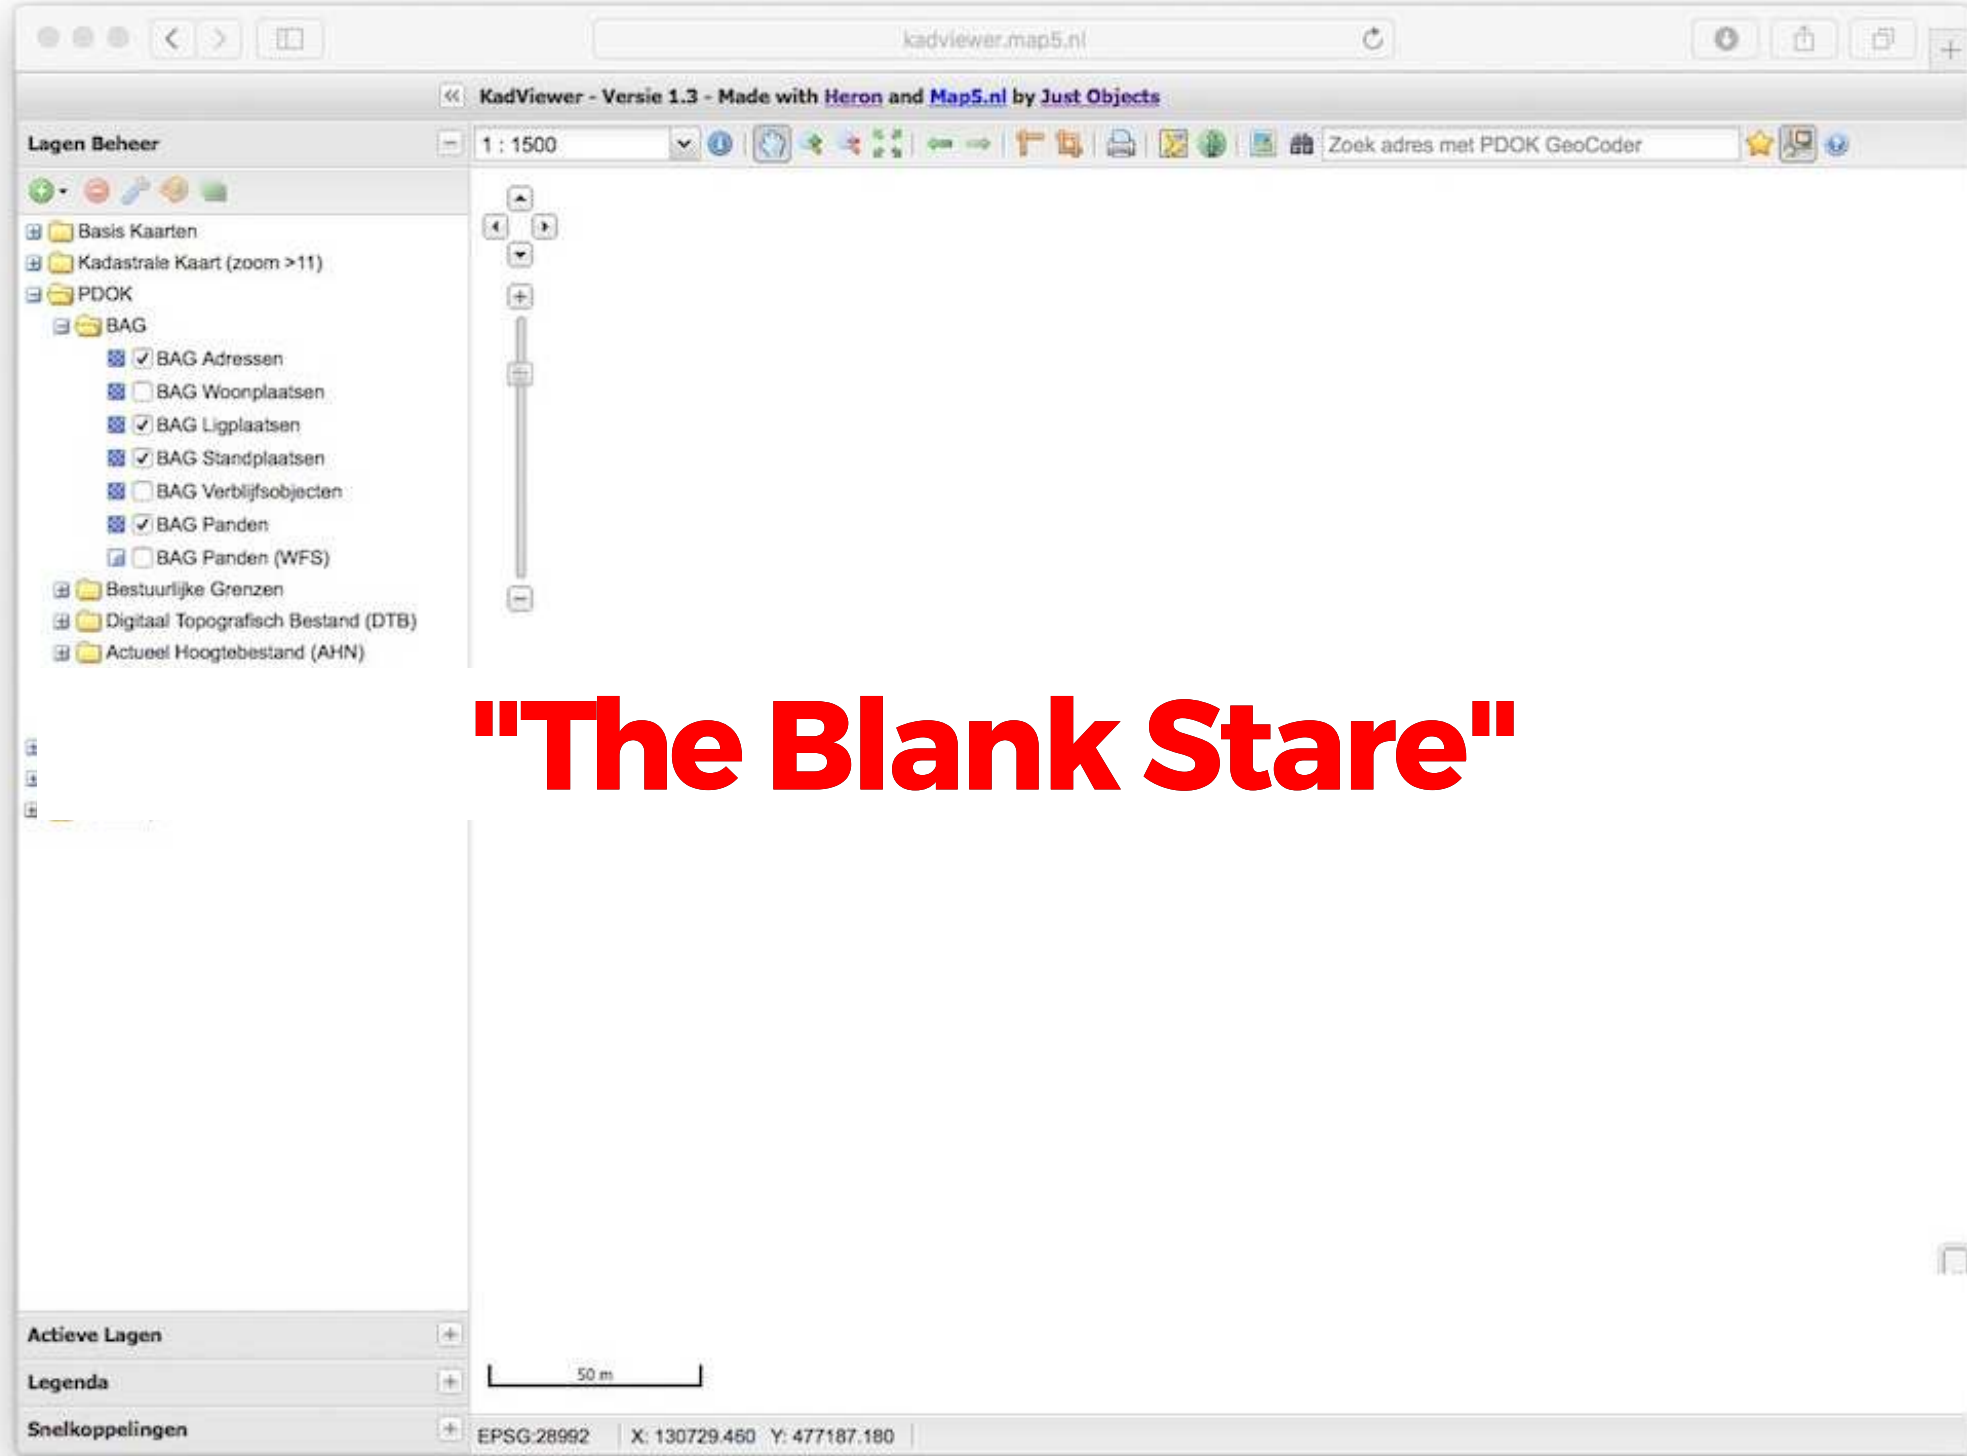 kadviewer.map5.nl
KadViewer - Versie 1.3 - Made with Heron and Map5.nl by Just Objects
Lagen Beheer
1 : 1500
Zoek adres met PDOK GeoCoder
Basis Kaarten
Kadastrale Kaart (zoom >11)
PDOK
BAG
BAG Adressen
BAG Woonplaatsen
BAG Ligplaatsen
BAG Standplaatsen
BAG Verblijfsobjecten
BAG Panden
BAG Panden (WFS)
Bestuurlijke Grenzen
Digitaal Topografisch Bestand (DTB)
Actueel Hoogtebestand (AHN)
"The Blank Stare"
Actieve Lagen
Legenda
50 m
Snelkoppelingen
EPSG:28992 X: 130729.460 Y: 477187.180